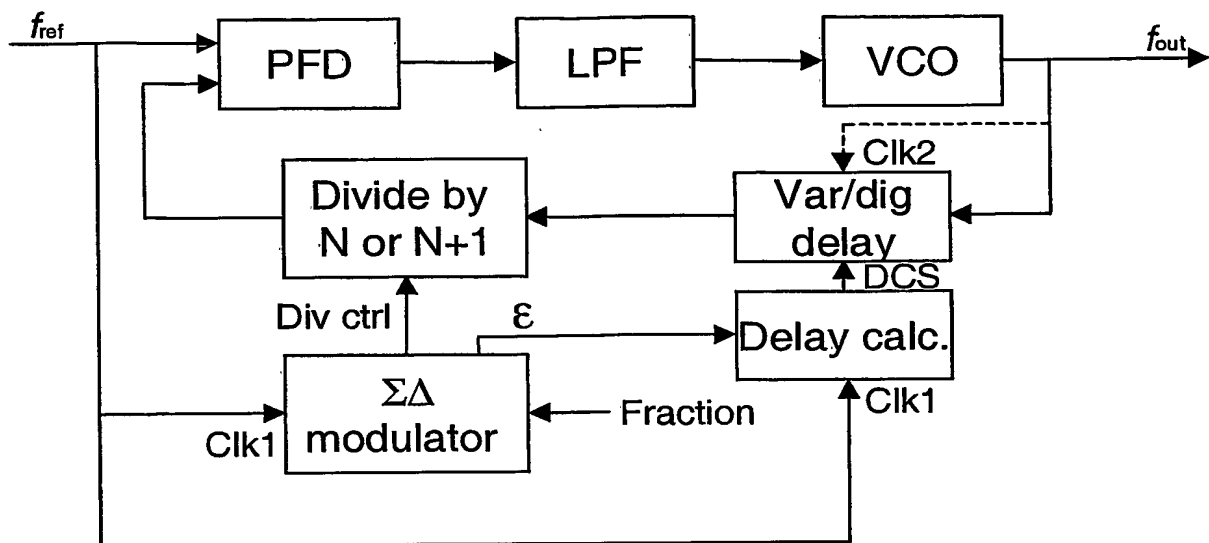 fref
PFD
LPF
VCO
fout
Clk2
Divide by
N or N+1
Var/dig
delay
DCS
Div ctrl
ε
Delay calc.
ΣΔ
modulator
Clk1
Fraction
Clk1